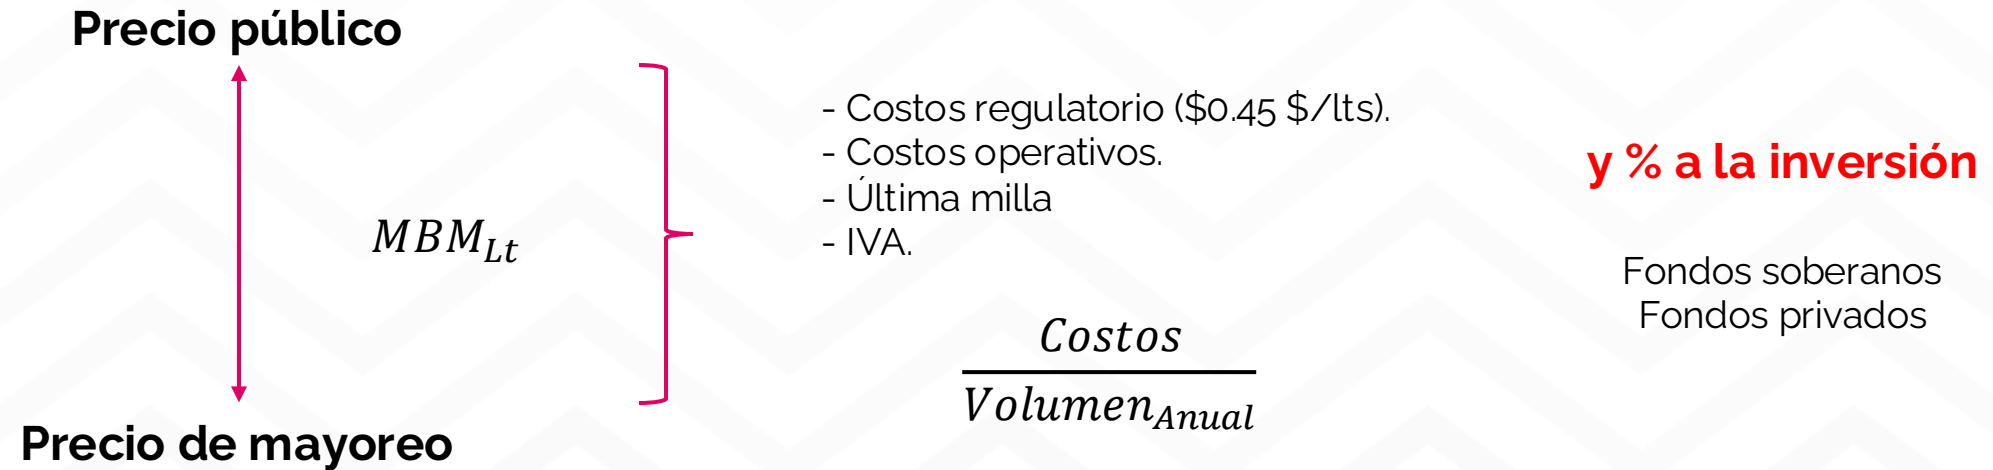 Precio público
- Costos regulatorio ($0.45 $/lts).
- Costos operativos.
- Última milla
- IVA.
y % a la inversión
MBM_Lt
Fondos soberanos
Fondos privados
Costos
Volumen_Anual
Precio de mayoreo